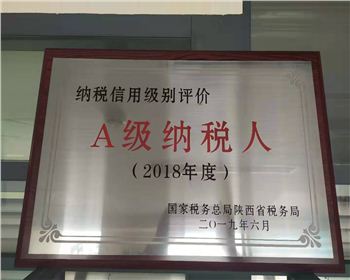 纳税信用级别评价
A级纳税人
(2018年度)
国家税务总局陕西省税务局
二〇一九年六月